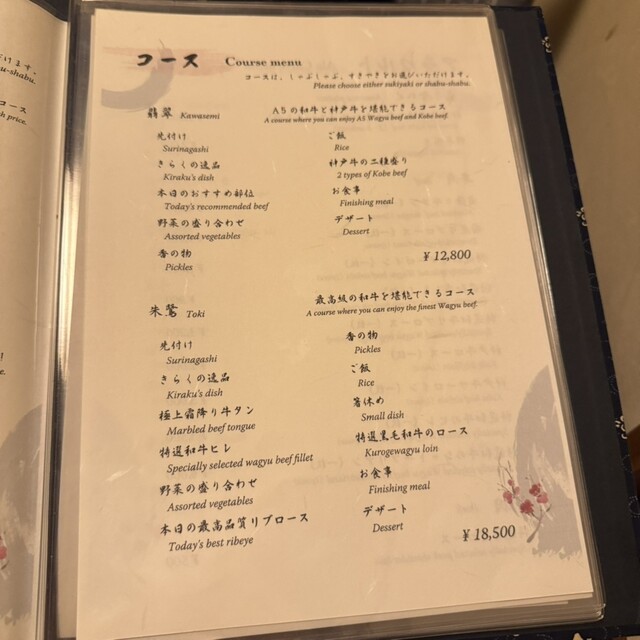 けます。
u-shabu.
コース
h price.
コース Course menu
コースは、しゃぶしゃぶ、すきやきをお選びいただけます。
Please choose either sukiyaki or shabu-shabu.
翡翠 Kawasemi
A5の和牛と神戸牛を堪能できるコース
A course where you can enjoy A5 Wagyu beef and Kobe beef.
先付け
Surinagashi
きらくの逸品
Kiraku's dish
本日のおすすめ部位
Today's recommended beef
野菜の盛り合わせ
Assorted vegetables
香の物
Pickles
ご飯
Rice
神戸牛の二種盛り
2 types of Kobe beef
お食事
Finishing meal
デザート
Dessert
¥ 12,800
朱鷺 Toki
最高級の和牛を堪能できるコース
A course where you can enjoy the finest Wagyu beef.
先付け
Surinagashi
きらくの逸品
Kiraku's dish
極上霜降り牛タン
Marbled beef tongue
特選和牛ヒレ
Specially selected wagyu beef fillet
野菜の盛り合わせ
Assorted vegetables
本日の最高品質リブロース
Today's best ribeye
香の物
Pickles
ご飯
Rice
箸休め
Small dish
特選黒毛和牛のロース
Kurogewagyu loin
お食事
Finishing meal
デザート
Dessert
¥ 18,500